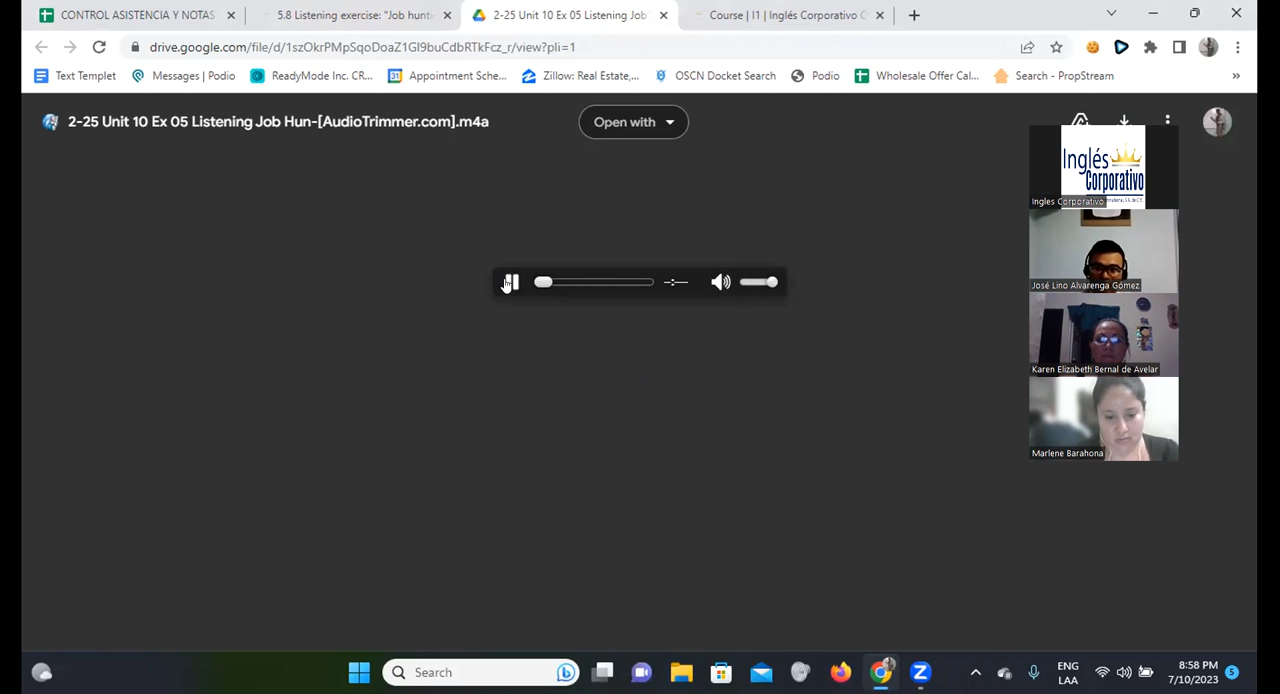 CONTROL ASISTENCIA Y NOTAS
5.8 Listening exercise: "Job hunti
2-25 Unit 10 Ex 05 Listening Job
Course | I1 | Inglés Corporativo C
drive.google.com/file/d/1szOkrPMpSqoDoaZ1GI9buCdbRTkFcz_r/view?pli=1
Text Templet
Messages | Podio
ReadyMode Inc. CR...
31
Appointment Sche...
Zillow: Real Estate,...
OSCN Docket Search
Podio
Wholesale Offer Cal...
Search - PropStream
»
2-25 Unit 10 Ex 05 Listening Job Hun-[AudioTrimmer.com].m4a
Open with
-:--
Inglés
Corporativo
Ingles Corporativo
José Lino Alvarenga Gómez
Karen Elizabeth Bernal de Avelar
Marlene Barahona
Search
ENG
LAA
8:58 PM
7/10/2023
5